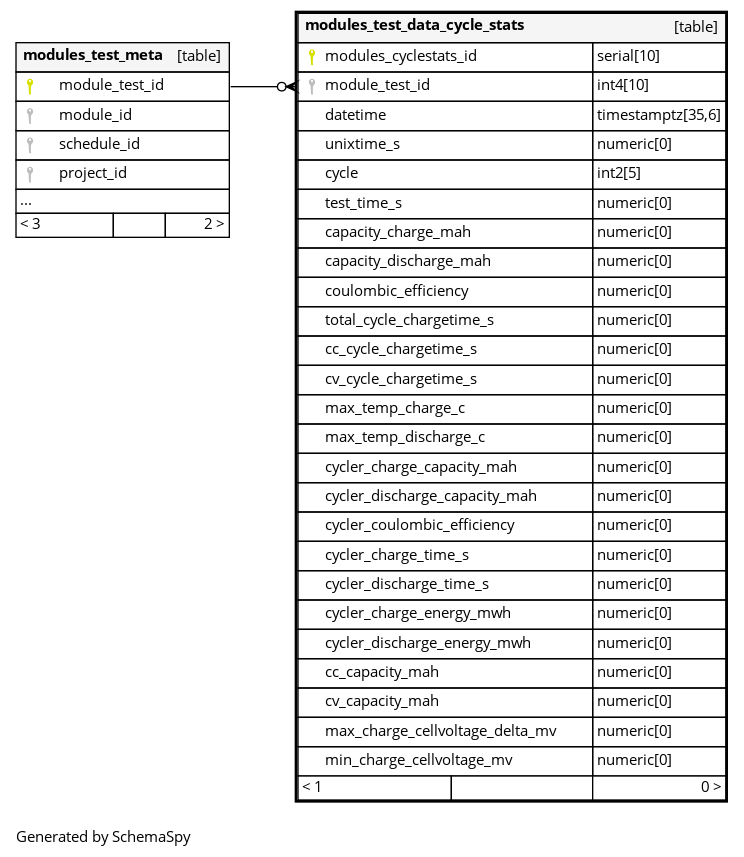 modules_test_meta [table]
module_test_id
module_id
schedule_id
project_id
...
< 3 2 >
modules_test_data_cycle_stats [table]
modules_cyclestats_id serial[10]
module_test_id int4[10]
datetime timestamptz[35,6]
unixtime_s numeric[0]
cycle int2[5]
test_time_s numeric[0]
capacity_charge_mah numeric[0]
capacity_discharge_mah numeric[0]
coulombic_efficiency numeric[0]
total_cycle_chargetime_s numeric[0]
cc_cycle_chargetime_s numeric[0]
cv_cycle_chargetime_s numeric[0]
max_temp_charge_c numeric[0]
max_temp_discharge_c numeric[0]
cycler_charge_capacity_mah numeric[0]
cycler_discharge_capacity_mah numeric[0]
cycler_coulombic_efficiency numeric[0]
cycler_charge_time_s numeric[0]
cycler_discharge_time_s numeric[0]
cycler_charge_energy_mwh numeric[0]
cycler_discharge_energy_mwh numeric[0]
cc_capacity_mah numeric[0]
cv_capacity_mah numeric[0]
max_charge_cellvoltage_delta_mv numeric[0]
min_charge_cellvoltage_mv numeric[0]
< 1 0 >
Generated by SchemaSpy